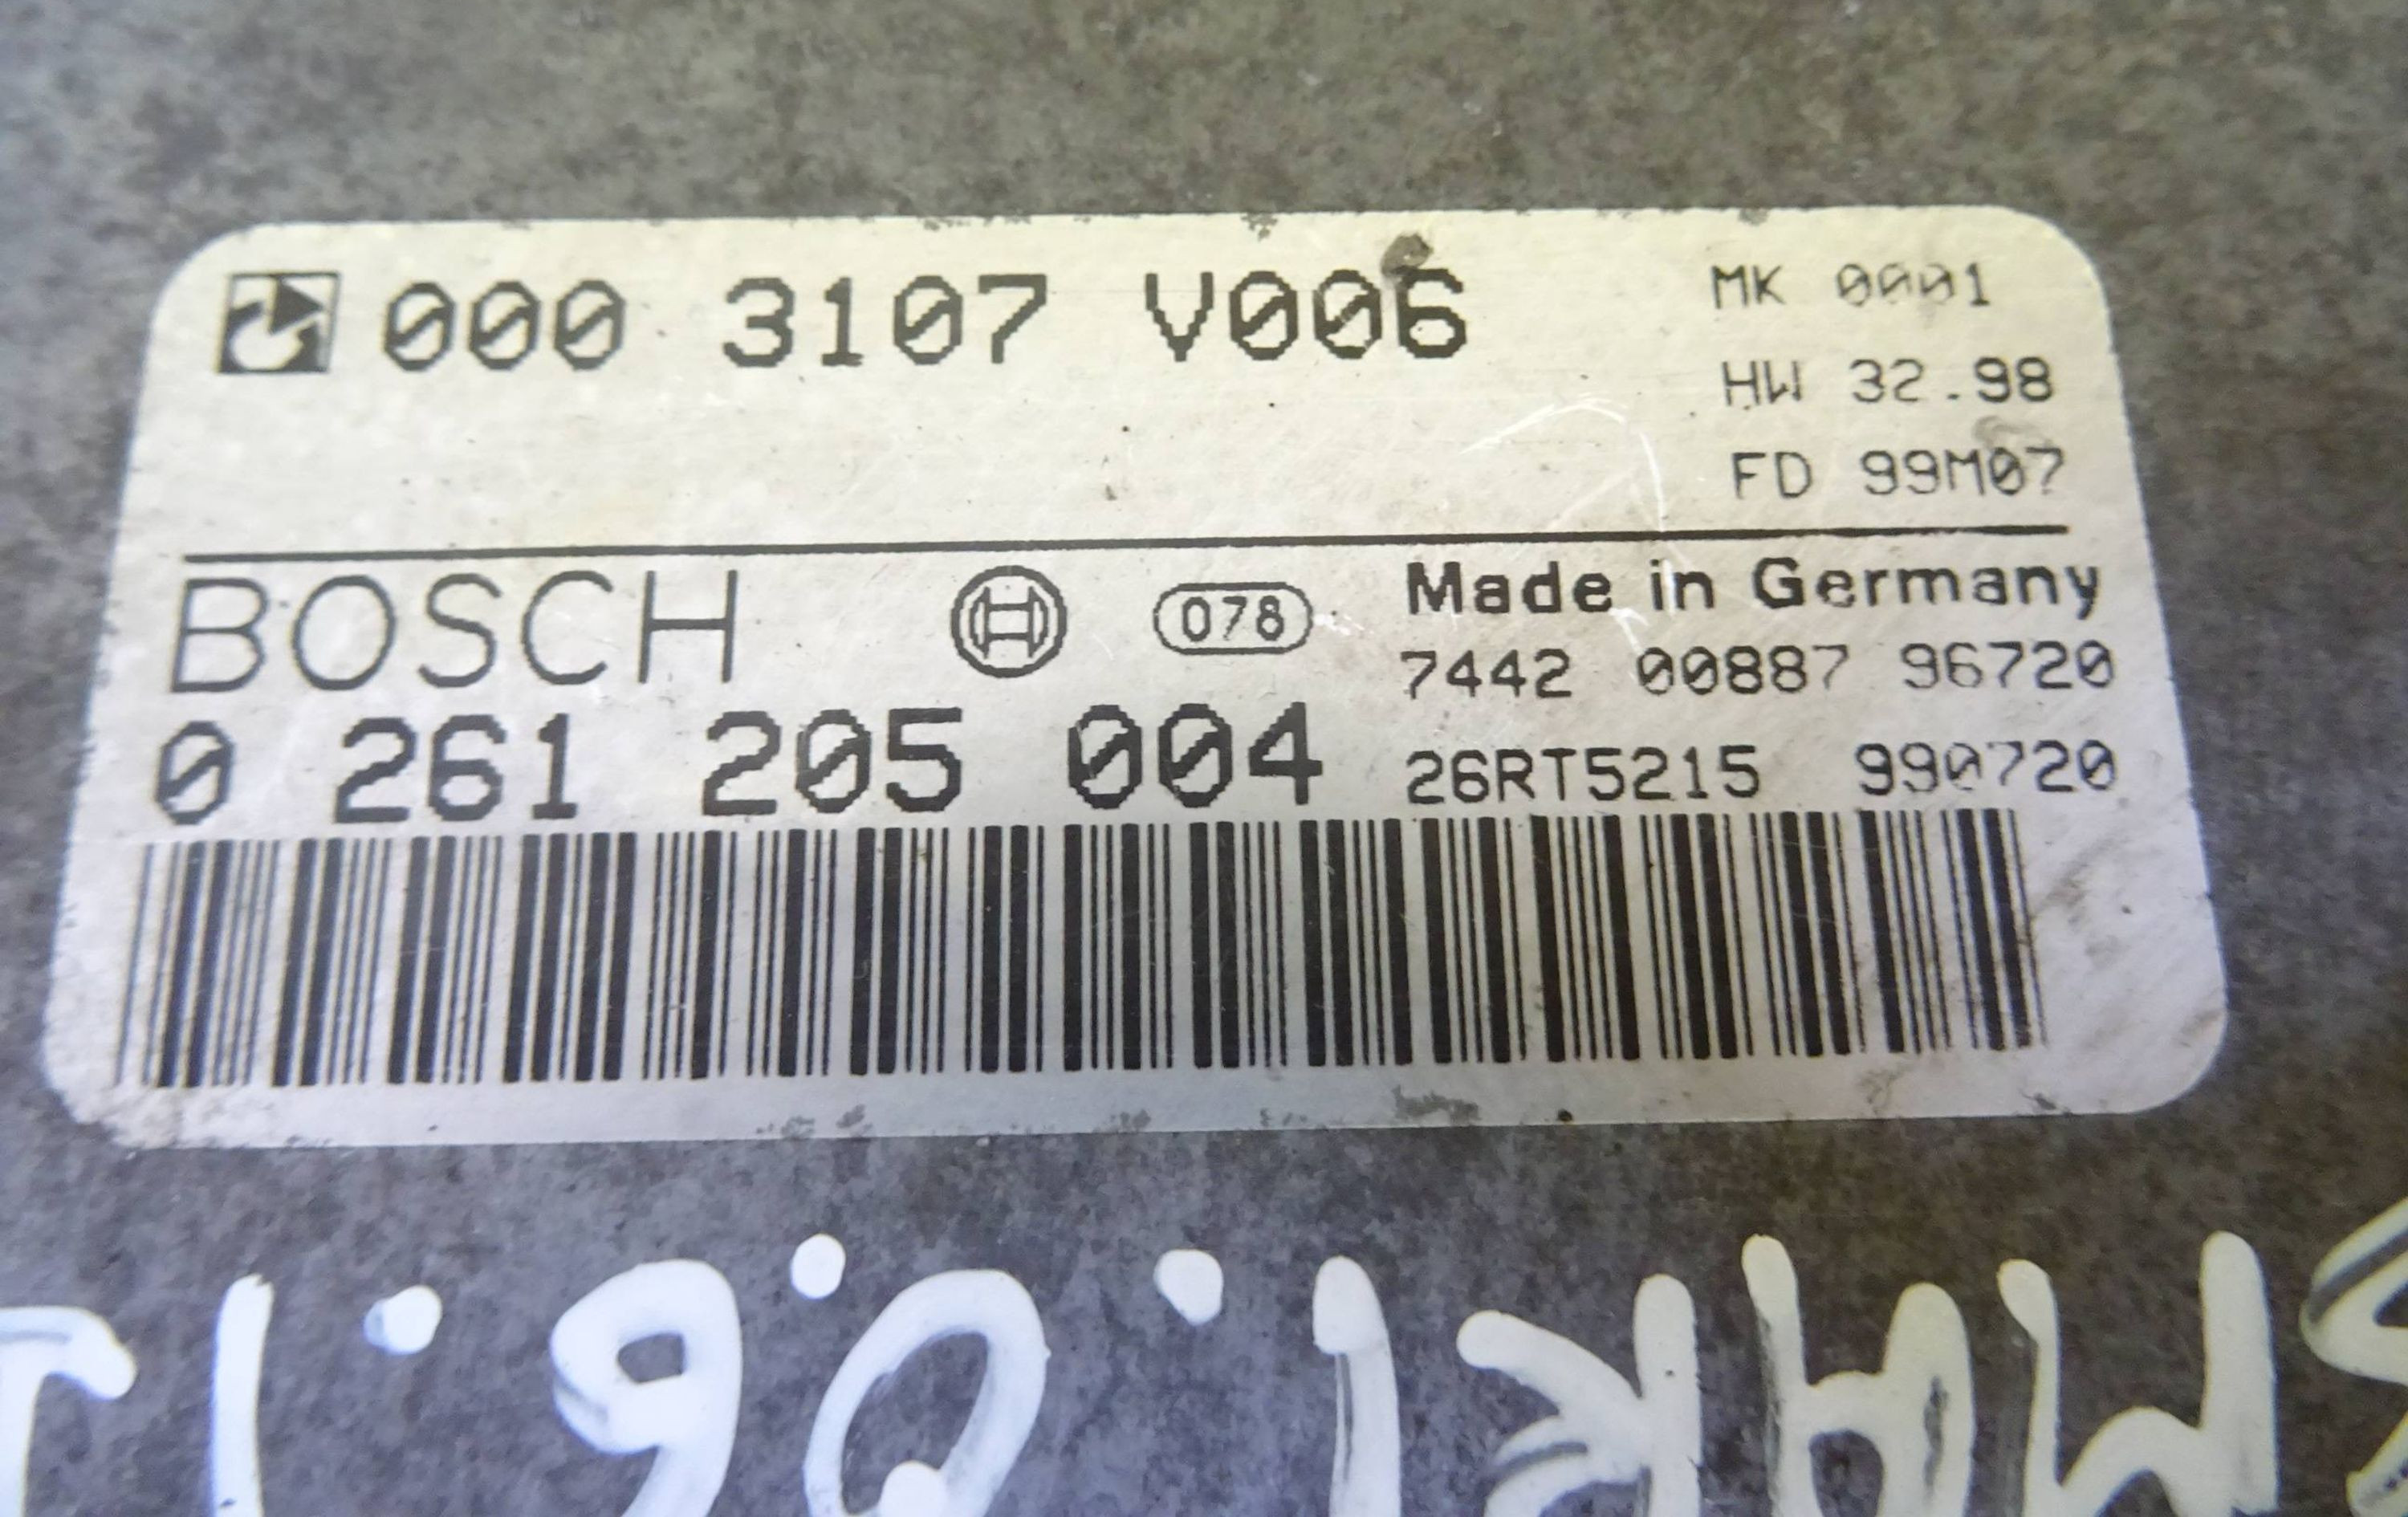 000 3107 V006
MK 0001
HW 32.98
FD 99M07
BOSCH
078
Made in Germany
7442 00887 96720
0 261 205 004
26RT5215 990720